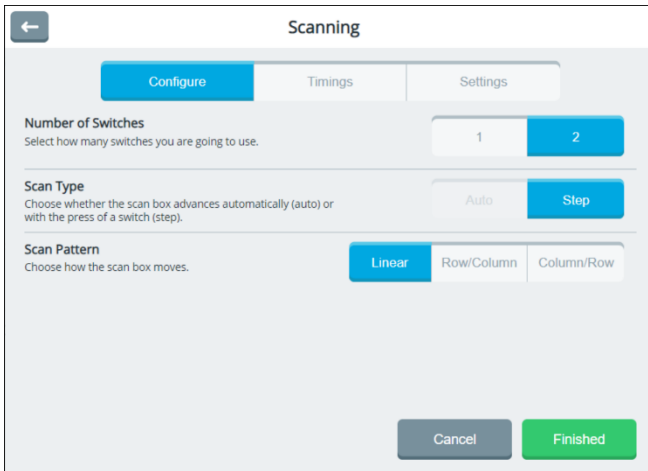 Scanning
Configure
Timings
Settings
Number of Switches
Select how many switches you are going to use.
1
2
Scan Type
Choose whether the scan box advances automatically (auto) or
with the press of a switch (step).
Auto
Step
Scan Pattern
Choose how the scan box moves.
Linear
Row/Column
Column/Row
Cancel
Finished